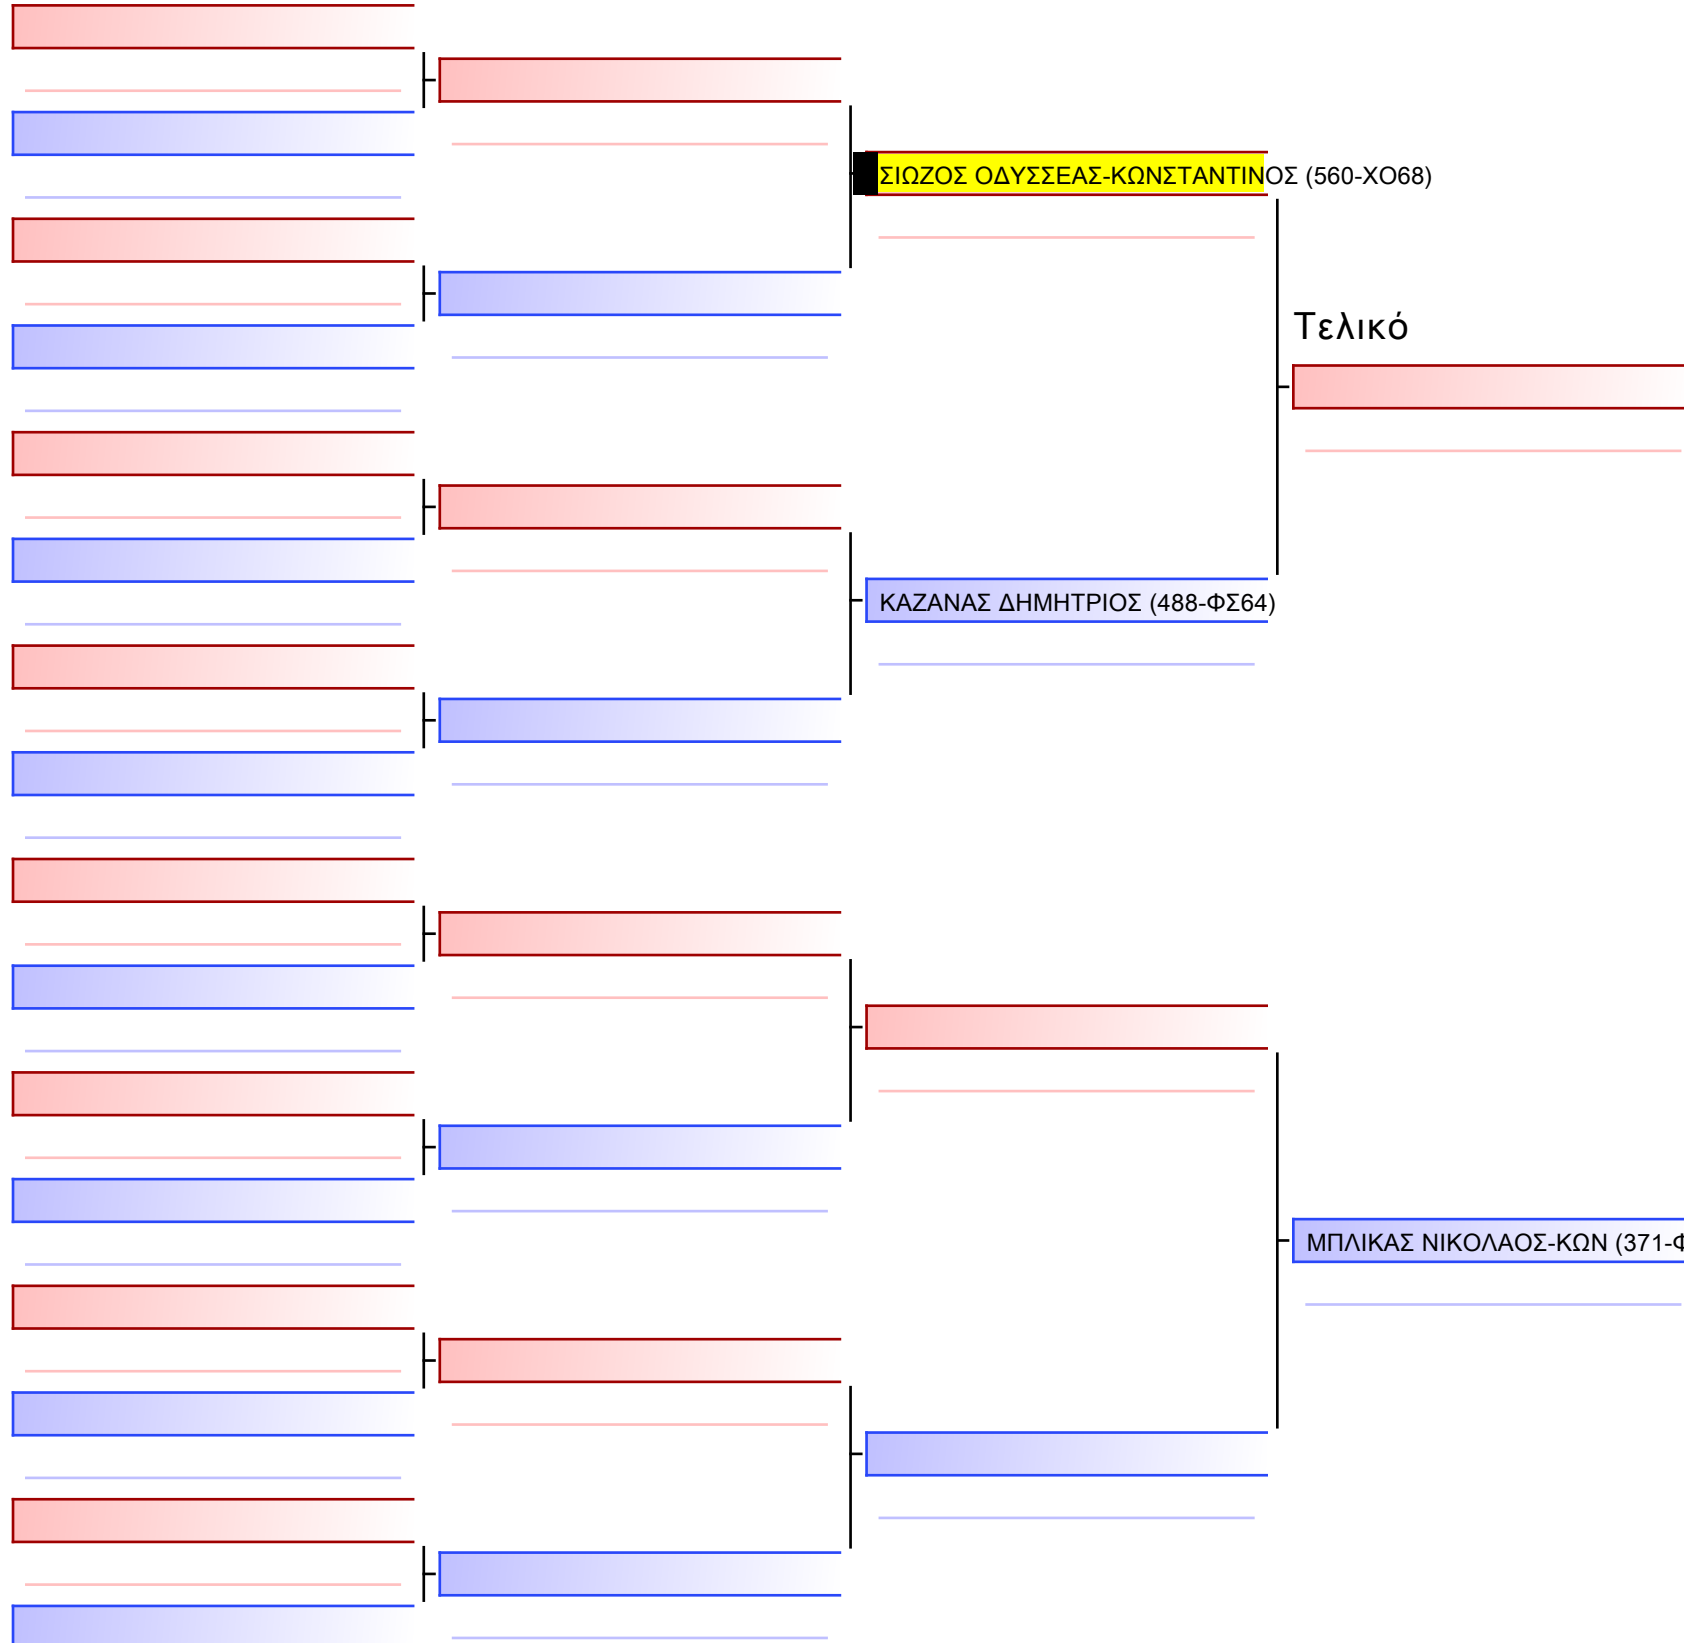 ΣΙΩΖΟΣ ΟΔΥΣΣΕΑΣ-ΚΩΝΣΤΑΝΤΙΝΟΣ (560-ΧΟ68)
Τελικό
ΚΑΖΑΝΑΣ ΔΗΜΗΤΡΙΟΣ (488-ΦΣ64)
ΜΠΛΙΚΑΣ ΝΙΚΟΛΑΟΣ-ΚΩΝ (371-